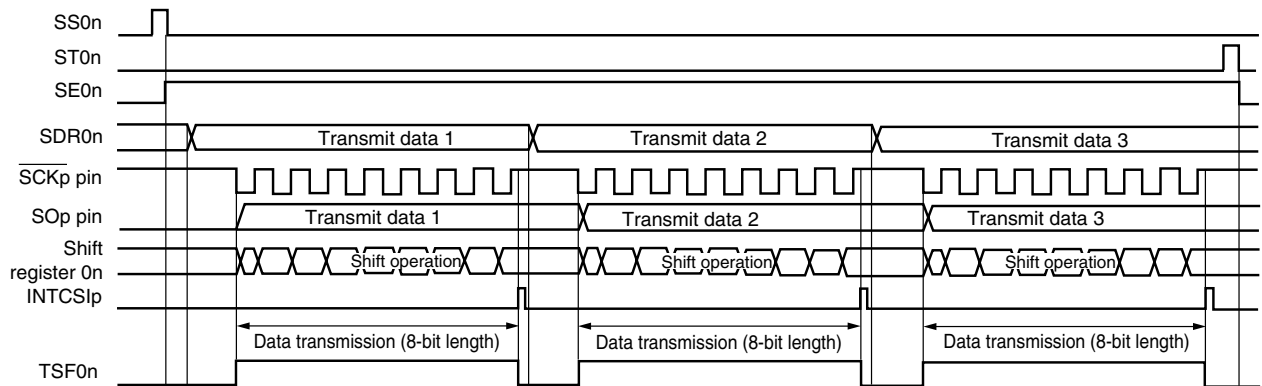 SS0n
ST0n
SE0n
SDR0n Transmit data 1 Transmit data 2 Transmit data 3
SCKp pin
SOp pin Transmit data 1 Transmit data 2 Transmit data 3
Shift
register 0n Shift operation Shift operation Shift operation
INTCSIp
Data transmission (8-bit length) Data transmission (8-bit length) Data transmission (8-bit length)
TSF0n